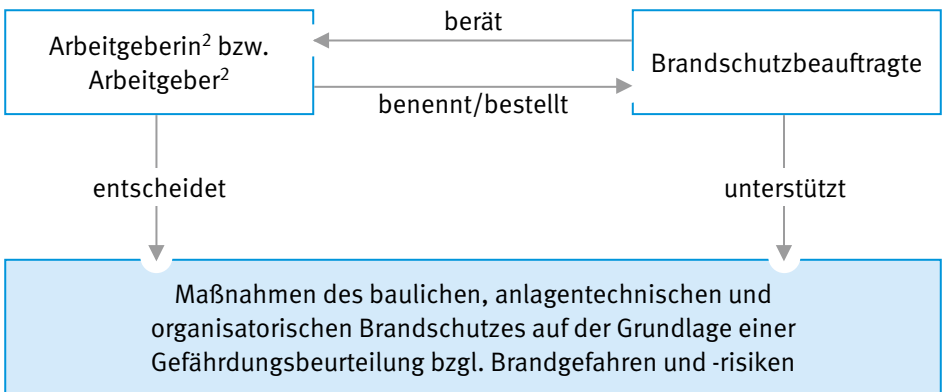 berät
Arbeitgeberin² bzw.
Arbeitgeber²
Brandschutzbeauftragte
benennt/bestellt
entscheidet
unterstützt
Maßnahmen des baulichen, anlagentechnischen und
organisatorischen Brandschutzes auf der Grundlage einer
Gefährdungsbeurteilung bzgl. Brandgefahren und -risiken